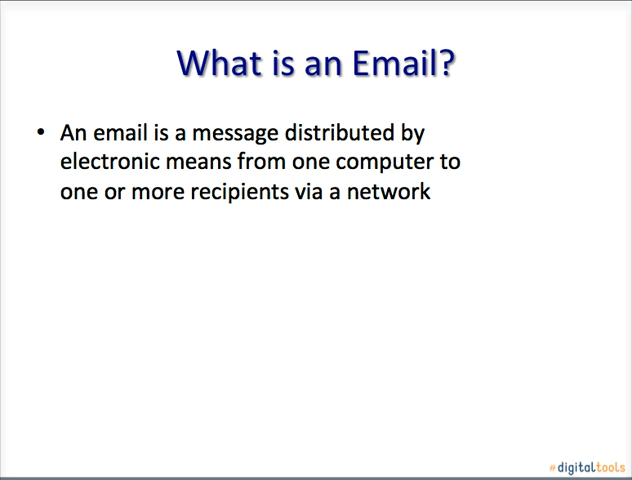 What is an Email?
• An email is a message distributed by
electronic means from one computer to
one or more recipients via a network
#digitaltools